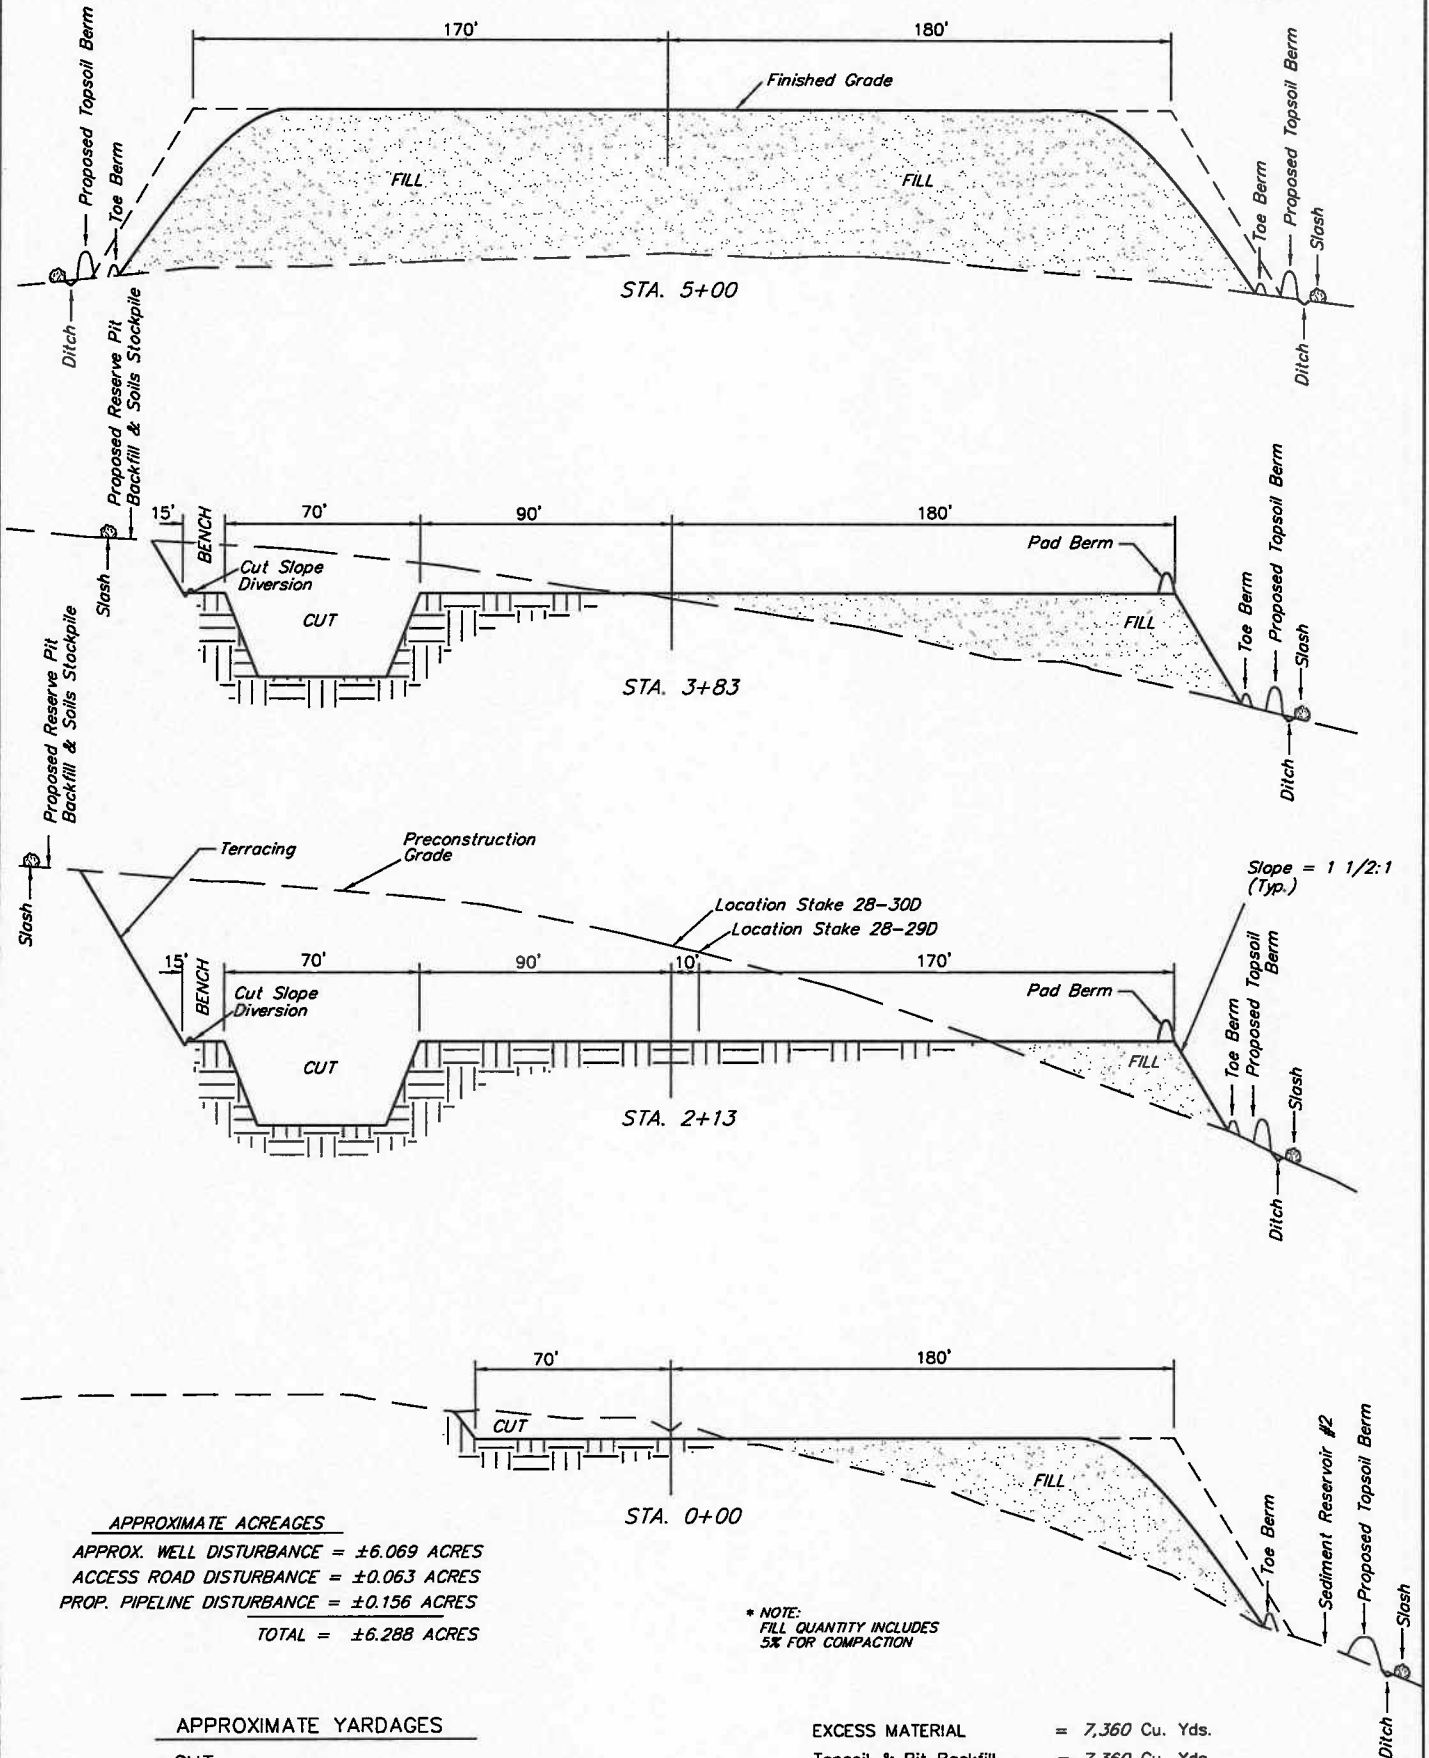 170'
180'
Finished Grade
Proposed Topsoil Berm
Toe Berm
FILL
FILL
Toe Berm
Proposed Topsoil Berm
Slash
STA. 5+00
Ditch
Ditch
Proposed Reserve Pit
Backfill & Soils Stockpile
Slash
15'
BENCH
70'
90'
180'
Cut Slope
Diversion
CUT
Pad Berm
FILL
Toe Berm
Proposed Topsoil Berm
Slash
STA. 3+83
Ditch
Proposed Reserve Pit
Backfill & Soils Stockpile
Slash
Terracing
Preconstruction
Grade
Location Stake 28-30D
Location Stake 28-29D
Slope = 1 1/2:1
(Typ.)
15'
BENCH
70'
90'
10'
170'
Cut Slope
Diversion
CUT
Pad Berm
FILL
Toe Berm
Proposed Topsoil
Berm
Slash
STA. 2+13
Ditch
70'
180'
CUT
FILL
STA. 0+00
Toe Berm
Sediment Reservoir #2
Proposed Topsoil Berm
Slash
Ditch
APPROXIMATE ACREAGES
APPROX. WELL DISTURBANCE = ±6.069 ACRES
ACCESS ROAD DISTURBANCE = ±0.063 ACRES
PROP. PIPELINE DISTURBANCE = ±0.156 ACRES
TOTAL = ±6.288 ACRES
* NOTE:
FILL QUANTITY INCLUDES
5% FOR COMPACTION
APPROXIMATE YARDAGES
CUT
EXCESS MATERIAL = 7,360 Cu. Yds.
Topsoil & Pit Backfill = 7,360 Cu. Yds.